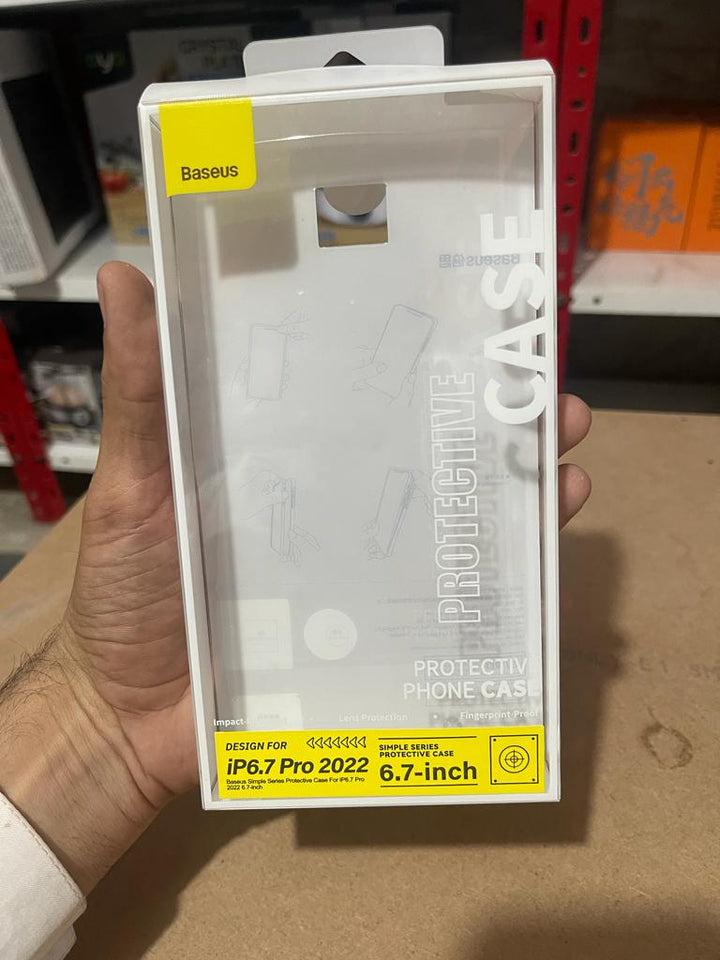 Baseus
CASE
PROTECTIVE
PROTECTIV
PHONE CASE
Impact-
Lens Protection
Fingerprint-Proof
DESIGN FOR
iP6.7 Pro 2022
Baseus Simple Series Protective Case For iP6.7 Pro
2022 6.7-inch
SIMPLE SERIES
PROTECTIVE CASE
6.7-inch